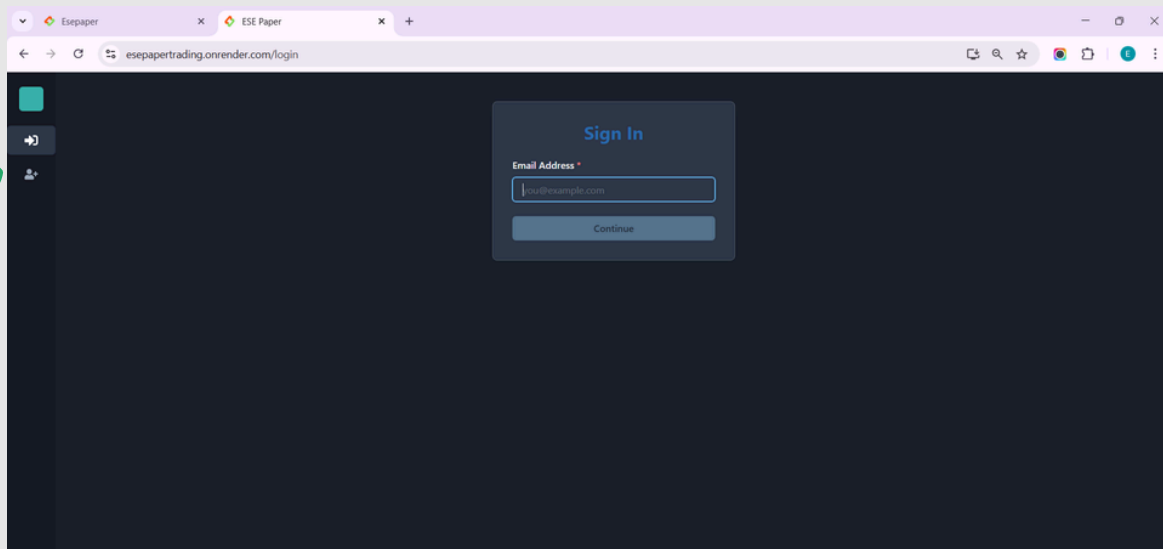 Esepaper
ESE Paper
esepapertrading.onrender.com/login
E
Sign In
Email Address *
you@example.com
Continue